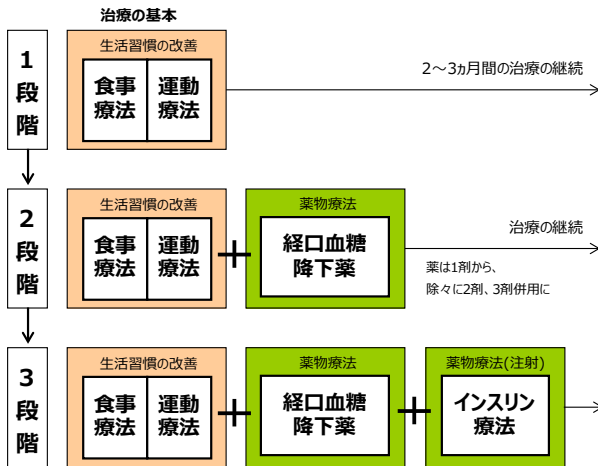 治療の基本
1段階
生活習慣の改善
食事療法
運動療法
2～3ヵ月間の治療の継続
2段階
生活習慣の改善
食事療法
運動療法
+
薬物療法
経口血糖降下薬
治療の継続
薬は1剤から、
除々に2剤、3剤併用に
3段階
生活習慣の改善
食事療法
運動療法
+
薬物療法
経口血糖降下薬
+
薬物療法(注射)
インスリン療法